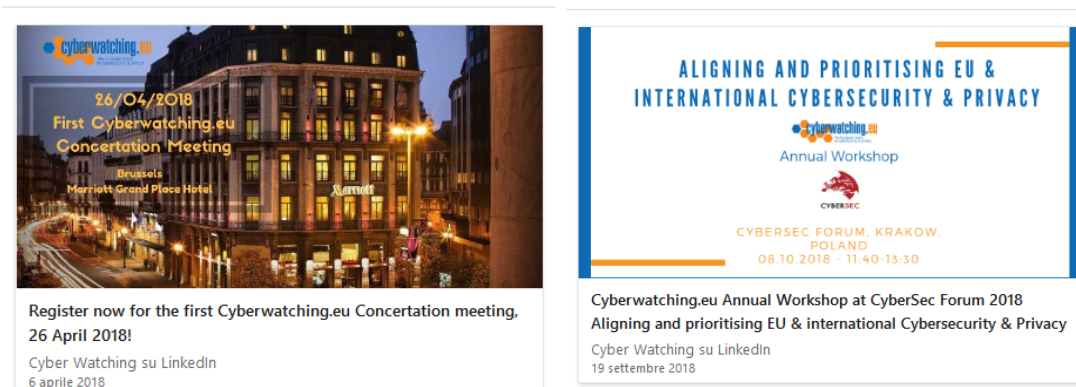 cyberwatching.eu
26/04/2018
First Cyberwatching.eu
Concertation Meeting
Brussels
Marriott Grand Place Hotel
Marriott
Register now for the first Cyberwatching.eu Concertation meeting,
26 April 2018!
Cyber Watching su LinkedIn
6 aprile 2018
ALIGNING AND PRIORITISING EU &
INTERNATIONAL CYBERSECURITY & PRIVACY
cyberwatching.eu
Annual Workshop
CYBERSEC
CYBERSEC FORUM, KRAKOW,
POLAND
08.10.2018 - 11:40-13:30
Cyberwatching.eu Annual Workshop at CyberSec Forum 2018
Aligning and prioritising EU & international Cybersecurity & Privacy
Cyber Watching su LinkedIn
19 settembre 2018